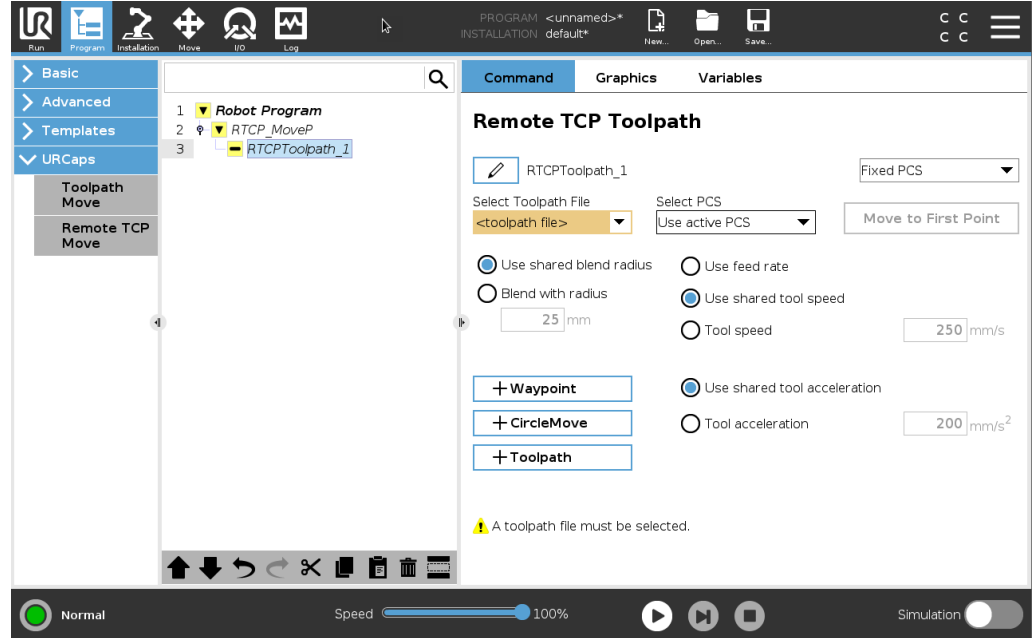 UR
PROGRAM <unnamed>*
INSTALLATION default*
C C
C C
Run Program Installation Move I/O Log New... Open... Save...
Basic
Advanced
Templates
URCaps
Toolpath
Move
Remote TCP
Move
1 Robot Program
2 RTCP_MoveP
3 RTCPToolpath_1
Command Graphics Variables
Remote TCP Toolpath
RTCPToolpath_1 Fixed PCS
Select Toolpath File Select PCS
<toolpath file> Use active PCS Move to First Point
Use shared blend radius Use feed rate
Blend with radius Use shared tool speed
25 mm Tool speed 250 mm/s
+Waypoint Use shared tool acceleration
+CircleMove Tool acceleration 200 mm/s²
+Toolpath
A toolpath file must be selected.
Normal Speed 100% Simulation